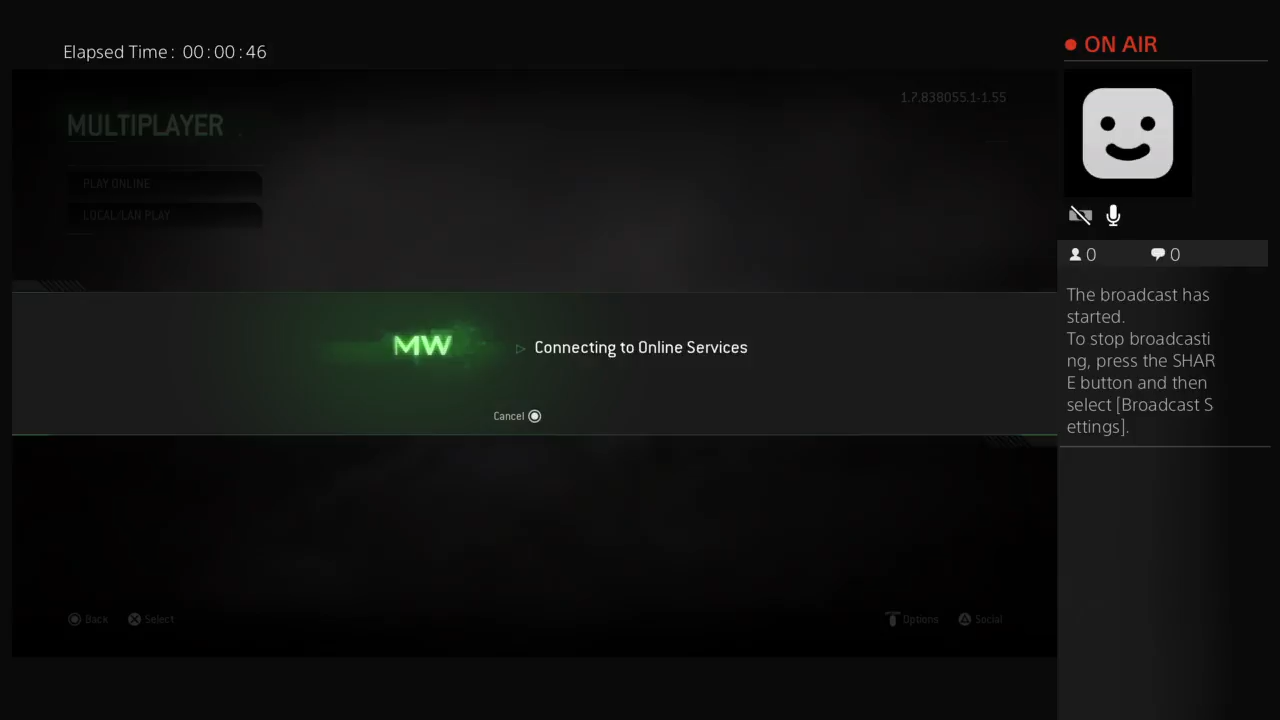 Elapsed Time: 00:00:46
ON AIR
1.7.838055.1-1.55
MULTIPLAYER
PLAY ONLINE
LOCAL/LAN PLAY
0
0
The broadcast has
started.
To stop broadcasti
ng, press the SHAR
E button and then
select [Broadcast S
ettings].
MW
Connecting to Online Services
Cancel
Back
Select
Options
Social